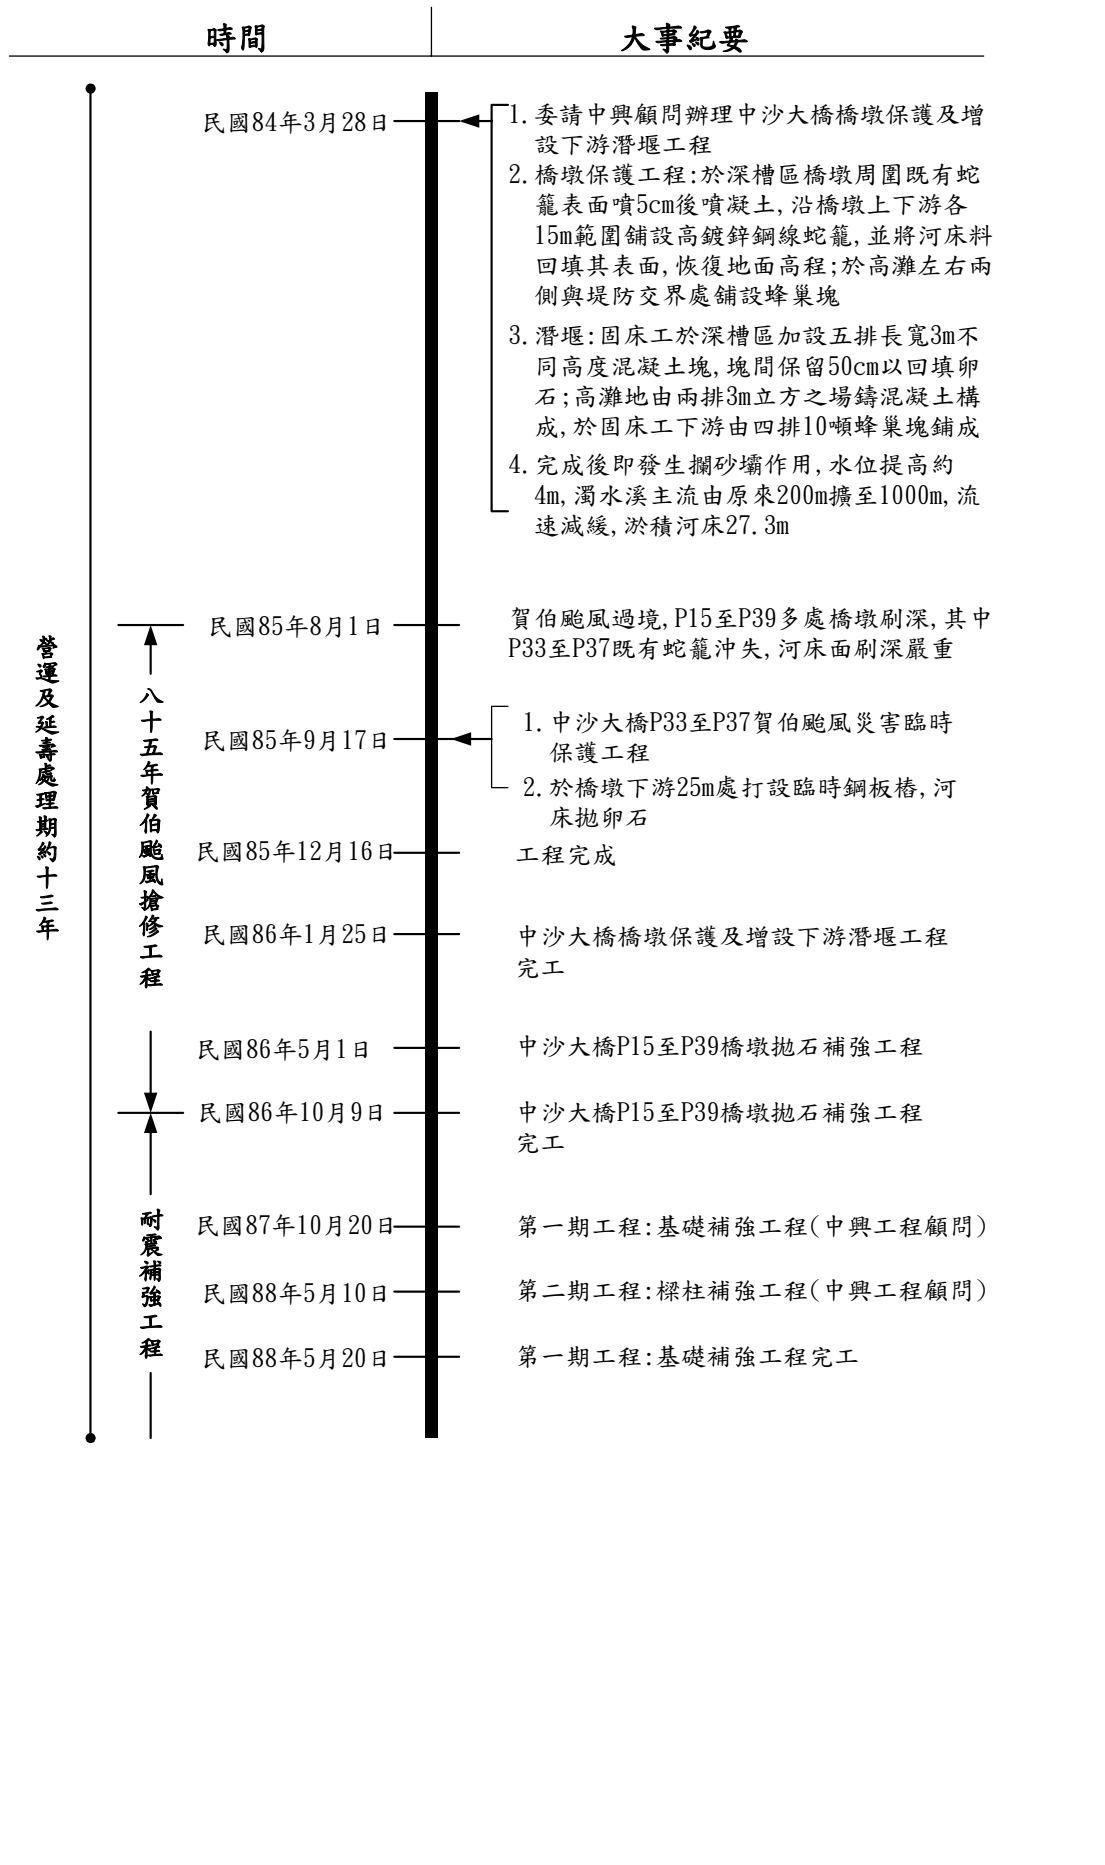 時間
大事紀要
營運及延壽處理期約十三年
民國84年3月28日
1.委請中興顧問辦理中沙大橋橋墩保護及增
設下游潛堰工程
2.橋墩保護工程:於深槽區橋墩周圍既有蛇
籠表面噴5cm後噴凝土,沿橋墩上下游各
15m範圍舖設高鍍鋅鋼線蛇籠,並將河床料
回填其表面,恢復地面高程;於高灘左右兩
側與堤防交界處舖設蜂巢塊
3.潛堰:固床工於深槽區加設五排長寬3m不
同高度混凝土塊,塊間保留50cm以回填卵
石;高灘地由兩排3m立方之場鑄混凝土構
成,於固床工下游由四排10噸蜂巢塊鋪成
4.完成後即發生攔砂壩作用,水位提高約
4m,濁水溪主流由原來200m擴至1000m,流
速減緩,淤積河床27.3m
八十五年賀伯颱風搶修工程
民國85年8月1日
賀伯颱風過境,P15至P39多處橋墩刷深,其中
P33至P37既有蛇籠沖失,河床面刷深嚴重
民國85年9月17日
1.中沙大橋P33至P37賀伯颱風災害臨時
保護工程
2.於橋墩下游25m處打設臨時鋼板樁,河
床拋卵石
民國85年12月16日
工程完成
民國86年1月25日
中沙大橋橋墩保護及增設下游潛堰工程
完工
民國86年5月1日
中沙大橋P15至P39橋墩拋石補強工程
民國86年10月9日
中沙大橋P15至P39橋墩拋石補強工程
完工
耐震補強工程
民國87年10月20日
第一期工程:基礎補強工程(中興工程顧問)
民國88年5月10日
第二期工程:樑柱補強工程(中興工程顧問)
民國88年5月20日
第一期工程:基礎補強工程完工